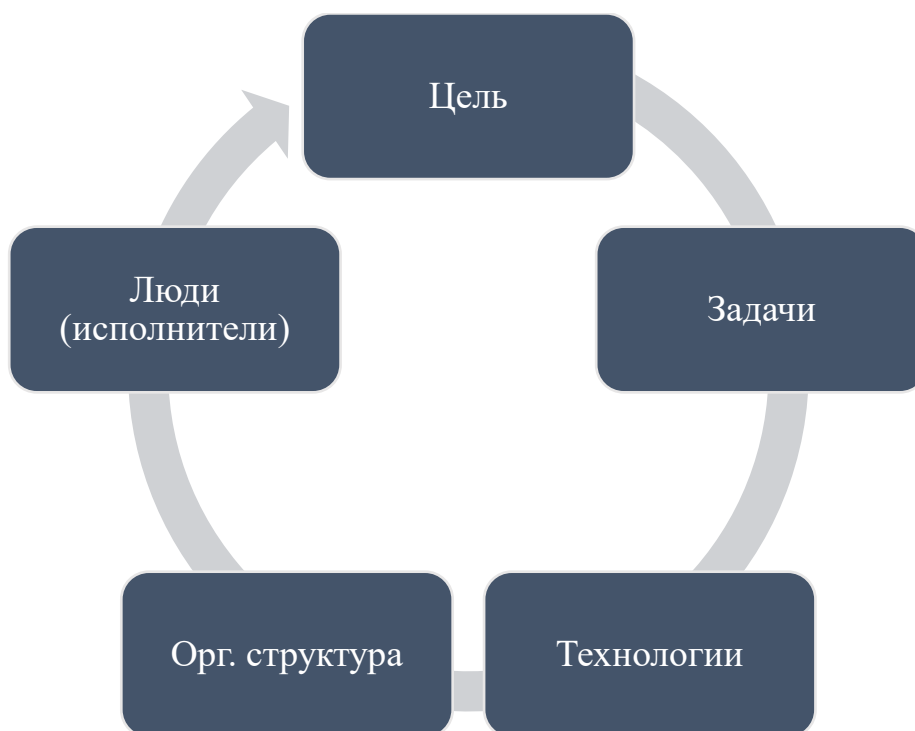 Цель
Задачи
Технологии
Орг. структура
Люди
(исполнители)